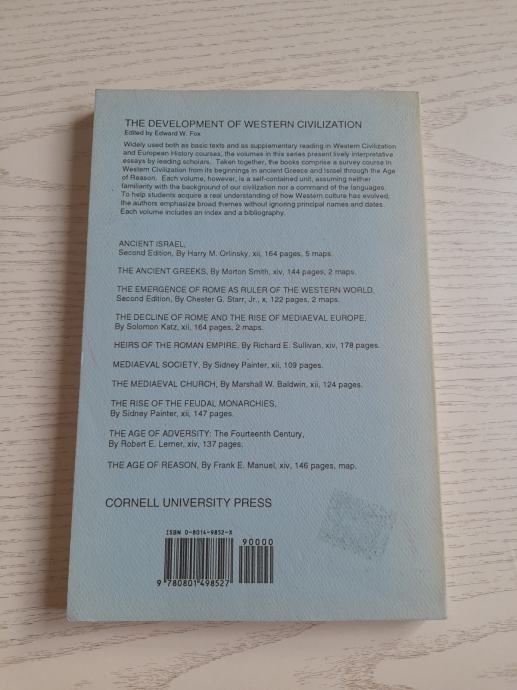 THE DEVELOPMENT OF WESTERN CIVILIZATION
Edited by Edward W. Fox
Widely used both as basic texts and as supplementary reading in Western Civilization
and European History courses, the volumes in this series present lively interpretative
essays by leading scholars. Taken together, the books comprise a survey course in
Western Civilization from its beginnings in ancient Greece and Israel through the Age
of Reason. Each volume, however, is a self-contained unit, assuming neither
familiarity with the background of our civilization nor a command of the languages.
To help students acquire a real understanding of how Western culture has evolved,
the authors emphasize broad themes without ignoring principal names and dates.
Each volume includes an index and a bibliography.
ANCIENT ISRAEL,
Second Edition, By Harry M. Orlinsky, xii, 164 pages, 5 maps.
THE ANCIENT GREEKS, By Morton Smith, xiv, 144 pages, 2 maps.
THE EMERGENCE OF ROME AS RULER OF THE WESTERN WORLD,
Second Edition, By Chester G. Starr, Jr., x, 122 pages, 2 maps.
THE DECLINE OF ROME AND THE RISE OF MEDIAEVAL EUROPE,
By Solomon Katz, xii, 164 pages, 2 maps.
HEIRS OF THE ROMAN EMPIRE, By Richard E. Sullivan, xiv, 178 pages.
MEDIAEVAL SOCIETY, By Sidney Painter, xii, 109 pages.
THE MEDIAEVAL CHURCH, By Marshall W. Baldwin, xii, 124 pages.
THE RISE OF THE FEUDAL MONARCHIES,
By Sidney Painter, xii, 147 pages.
THE AGE OF ADVERSITY: The Fourteenth Century,
By Robert E. Lerner, xiv, 137 pages.
THE AGE OF REASON, By Frank E. Manuel, xiv, 146 pages, map.
CORNELL UNIVERSITY PRESS
ISBN 0-8014-9852-X
90000
9 780801 498527